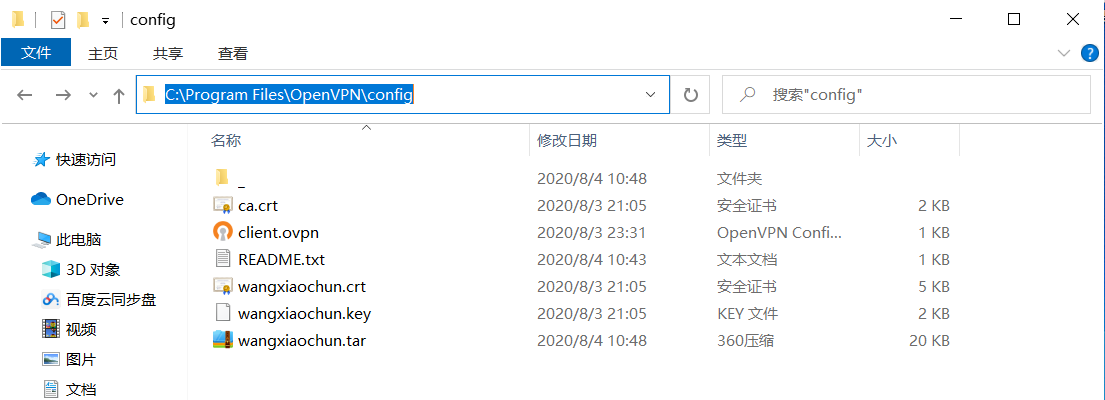 config
文件 主页 共享 查看
C:\Program Files\OpenVPN\config 搜索"config"
名称 修改日期 类型 大小
快速访问
OneDrive
此电脑
3D 对象
百度云同步盘
视频
图片
文档
_ 2020/8/4 10:48 文件夹
ca.crt 2020/8/3 21:05 安全证书 2 KB
client.ovpn 2020/8/3 23:31 OpenVPN Confi... 1 KB
README.txt 2020/8/4 10:43 文本文档 1 KB
wangxiaochun.crt 2020/8/3 21:05 安全证书 5 KB
wangxiaochun.key 2020/8/3 21:05 KEY 文件 2 KB
wangxiaochun.tar 2020/8/4 10:48 360压缩 20 KB